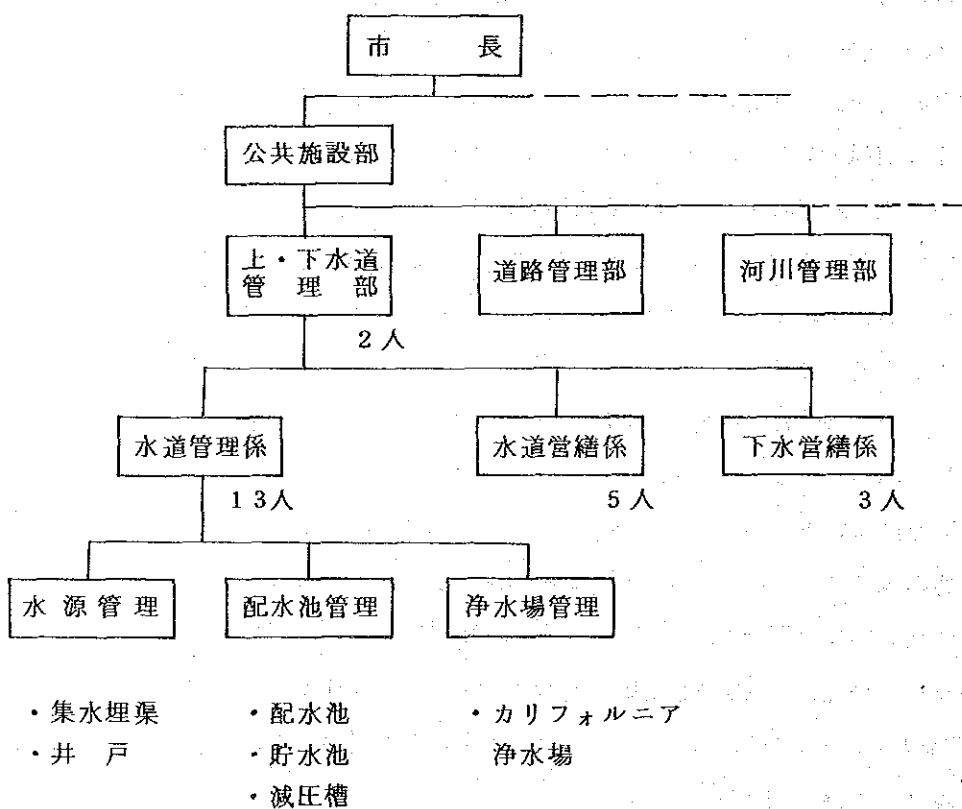 市 長
公共施設部
上・下水道
管理部
道路管理部
河川管理部
2人
水道管理係
水道営繕係
下水営繕係
13人
5人
3人
水源管理
配水池管理
浄水場管理
・集水埋渠
・井戸
・配水池
・貯水池
・減圧槽
・カリフォルニア
浄水場